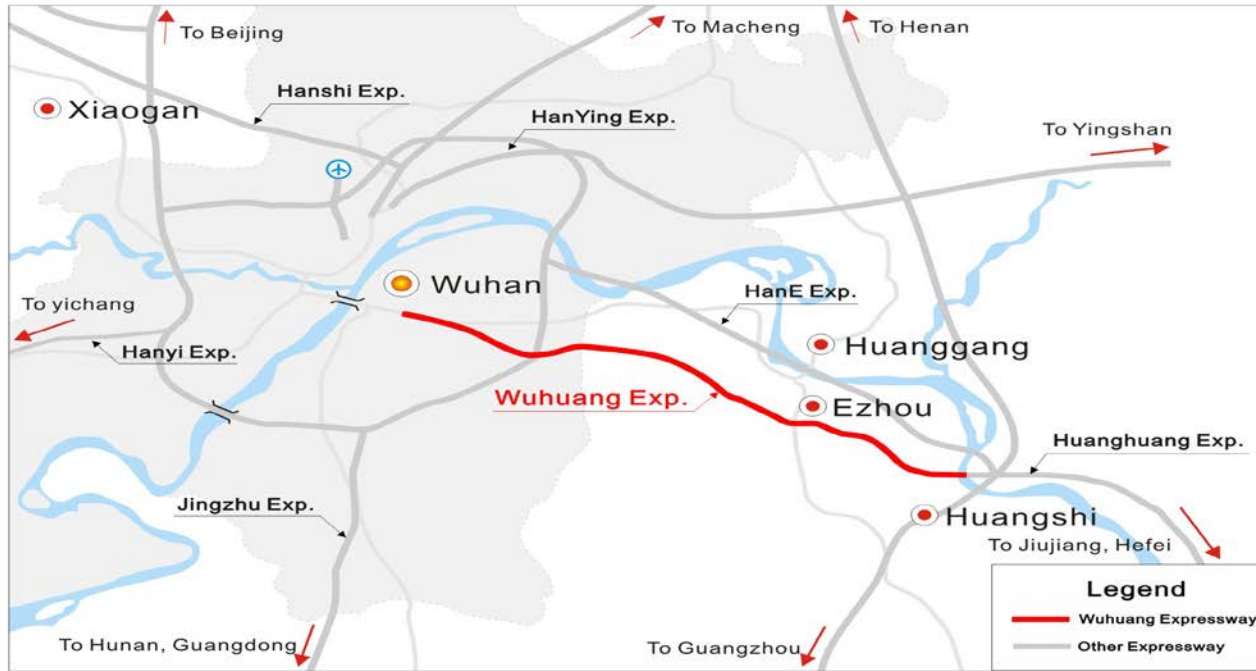 To Beijing
To Macheng
To Henan
Hanshi Exp.
Xiaogan
HanYing Exp.
To Yingshan
Wuhan
HanE Exp.
To yichang
Hanyi Exp.
Huanggang
Wuhuang Exp.
Ezhou
Huanghuang Exp.
Jingzhu Exp.
Huangshi
To Jiujiang, Hefei
Legend
Wuhuang Expressway
Other Expressway
To Hunan, Guangdong
To Guangzhou